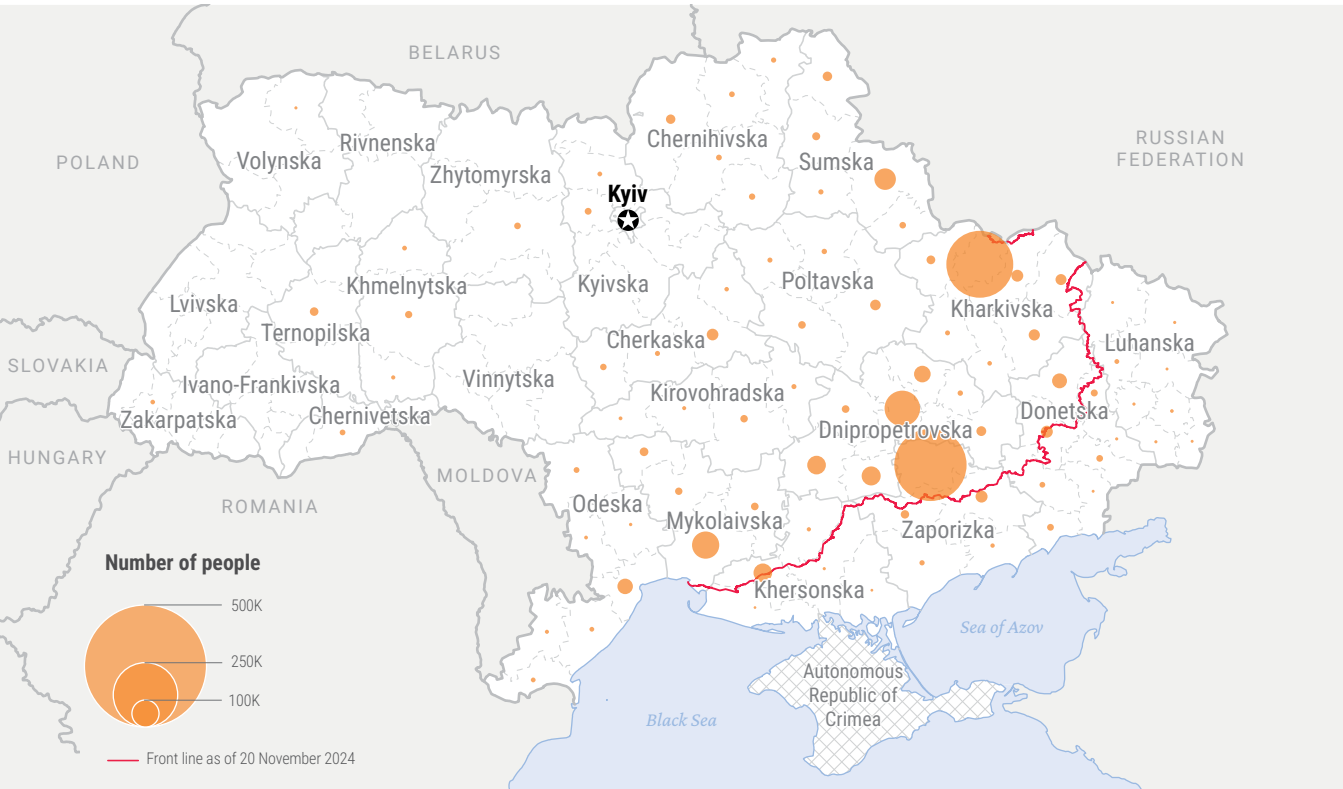 BELARUS
RUSSIAN
FEDERATION
POLAND
Volynska
Rivnenska
Zhytomyrska
Chernihivska
Sumska
Kyiv
Lvivska
Khmelnytska
Ternopilska
Kyivska
Poltavska
Kharkivska
Cherkaska
Luhanska
SLOVAKIA
Ivano-Frankivska
Zakarpatska
Chernivetska
Vinnytska
Kirovohradska
Dnipropetrovska
Donetska
HUNGARY
MOLDOVA
ROMANIA
Odeska
Mykolaivska
Zaporizka
Khersonska
Sea of Azov
Autonomous
Republic of
Crimea
Black Sea
Number of people
500K
250K
100K
Front line as of 20 November 2024